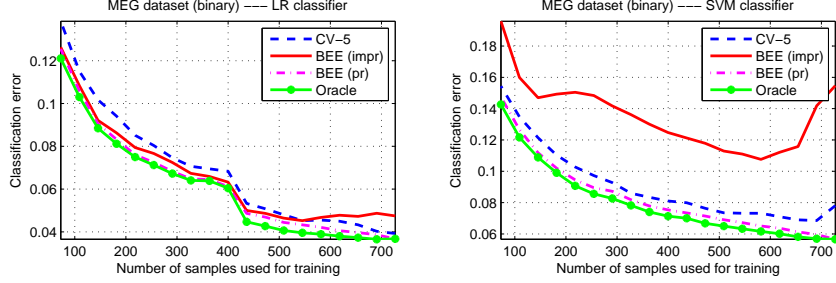 MEG dataset (binary) −−− LR classifier
CV−5
BEE (impr)
BEE (pr)
Oracle
0.12
0.1
0.08
0.06
0.04
Classification error
100 200 300 400 500 600 700
Number of samples used for training
MEG dataset (binary) −−− SVM classifier
CV−5
BEE (impr)
BEE (pr)
Oracle
0.18
0.16
0.14
0.12
0.1
0.08
0.06
Classification error
100 200 300 400 500 600 700
Number of samples used for training